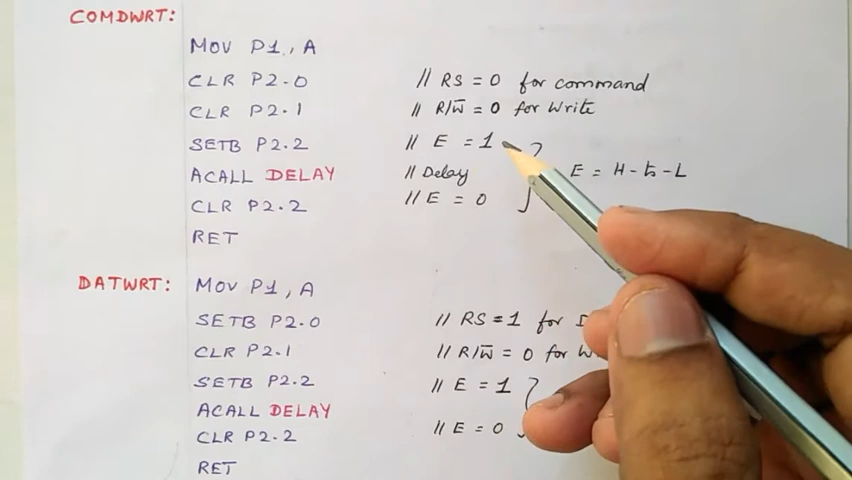 COMDWRT:
MOV P1, A
CLR P2.0 // RS = 0 for command
CLR P2.1 // R/W̅ = 0 for Write
SETB P2.2 // E = 1
ACALL DELAY // Delay E = H - to - L
CLR P2.2 // E = 0
RET
DATWRT: MOV P1, A
SETB P2.0 // RS = 1 for
CLR P2.1 // R/W̅ = 0 for
SETB P2.2 // E = 1
ACALL DELAY
CLR P2.2 // E = 0
RET